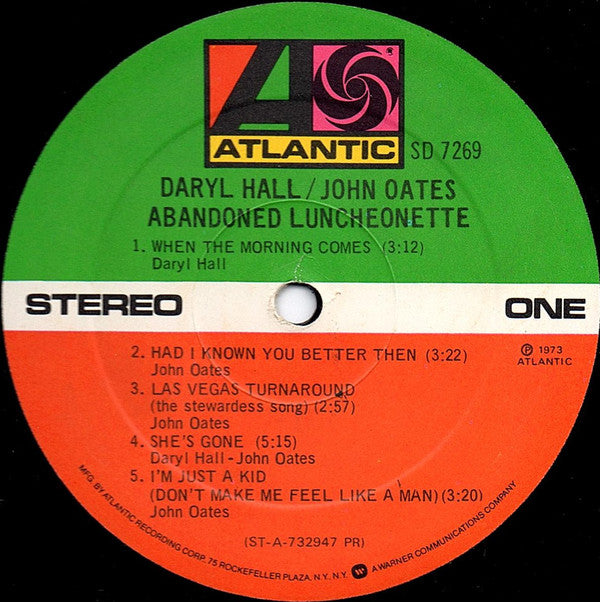 ATLANTIC SD 7269
DARYL HALL/JOHN OATES
ABANDONED LUNCHEONETTE
1. WHEN THE MORNING COMES (3:12)
Daryl Hall
STEREO ONE
2. HAD I KNOWN YOU BETTER THEN (3:22)
John Oates
℗ 1973
ATLANTIC
3. LAS VEGAS TURNAROUND
(the stewardess song) (2:57)
John Oates
4. SHE'S GONE (5:15)
Daryl Hall-John Oates
5. I'M JUST A KID
(DON'T MAKE ME FEEL LIKE A MAN) (3:20)
John Oates
(ST-A-732947 PR)
MFG. BY ATLANTIC RECORDING CORP. 75 ROCKEFELLER PLAZA, N.Y. N.Y. A WARNER COMMUNICATIONS COMPANY